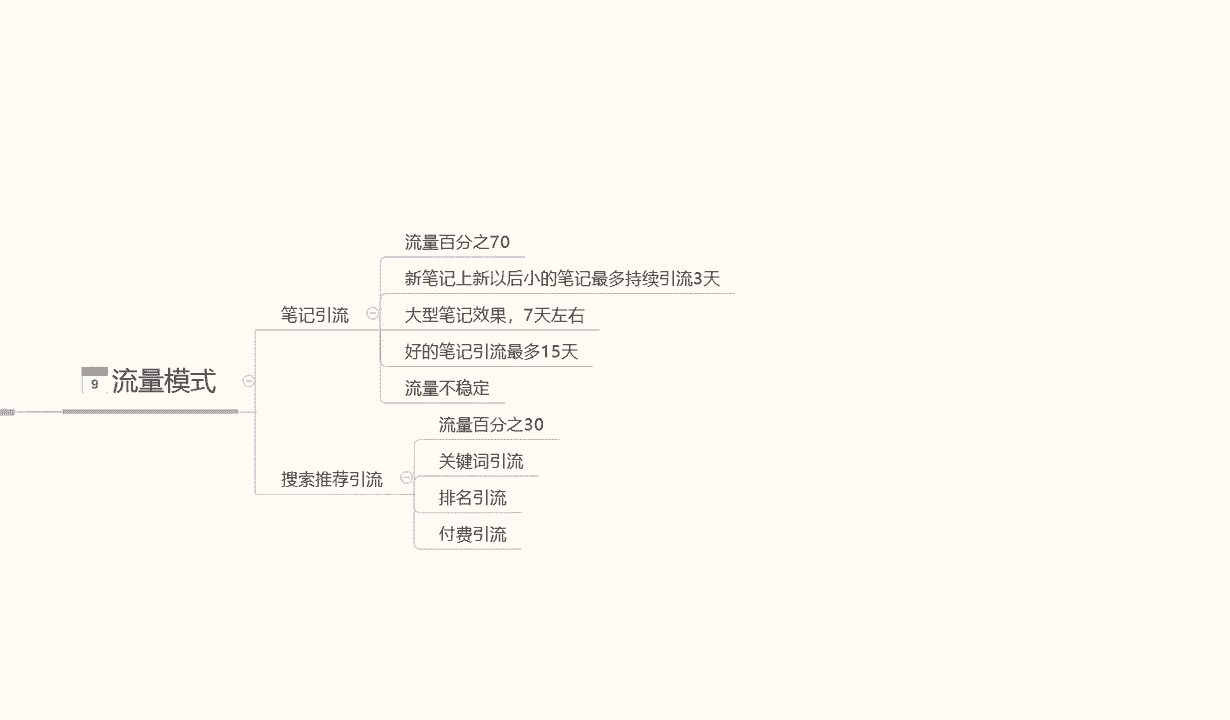 流量百分之70
新笔记上新以后小的笔记最多持续引流3天
笔记引流
大型笔记效果，7天左右
好的笔记引流最多15天
9 流量模式
流量不稳定
流量百分之30
关键词引流
搜索推荐引流
排名引流
付费引流